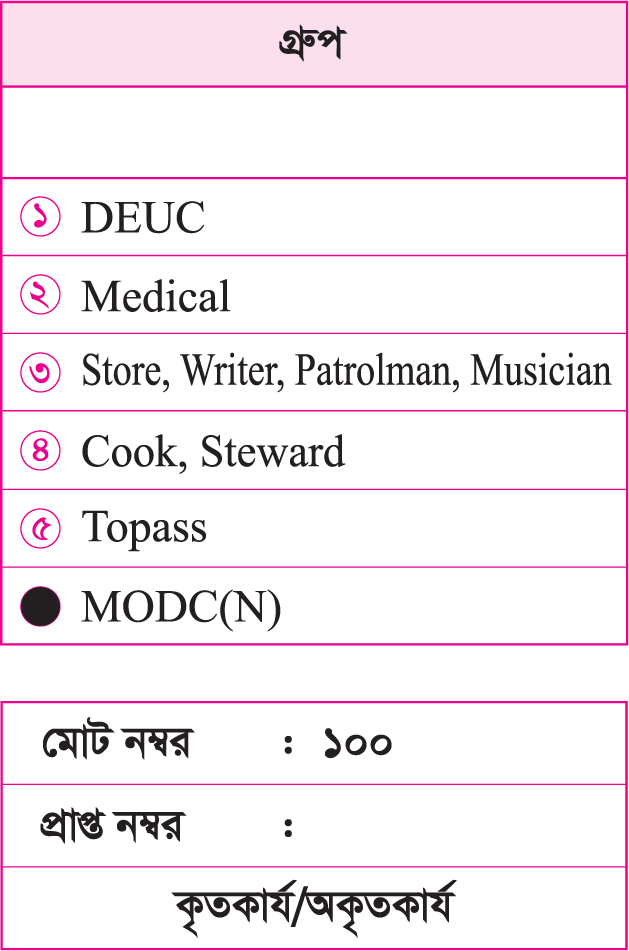 গ্রুপ
১ DEUC
২ Medical
৩ Store, Writer, Patrolman, Musician
৪ Cook, Steward
৫ Topass
MODC(N)
মোট নম্বর : ১০০
প্রাপ্ত নম্বর :
কৃতকার্য/অকৃতকার্য